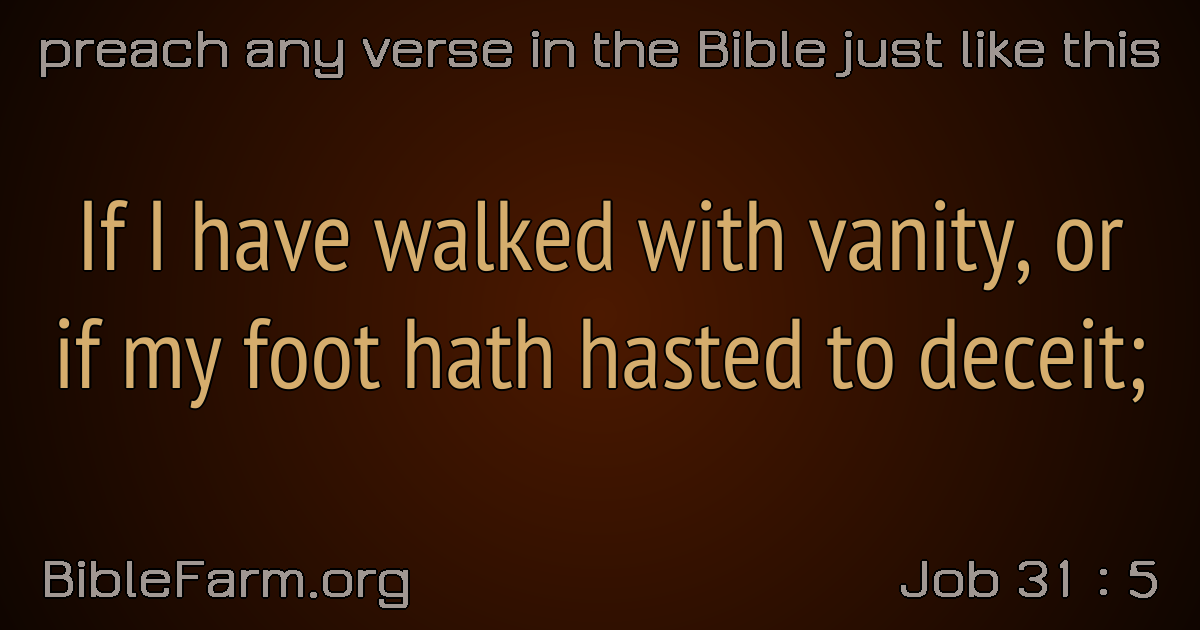 preach any verse in the Bible just like this
If I have walked with vanity, or
if my foot hath hasted to deceit;
BibleFarm.org
Job 31 : 5